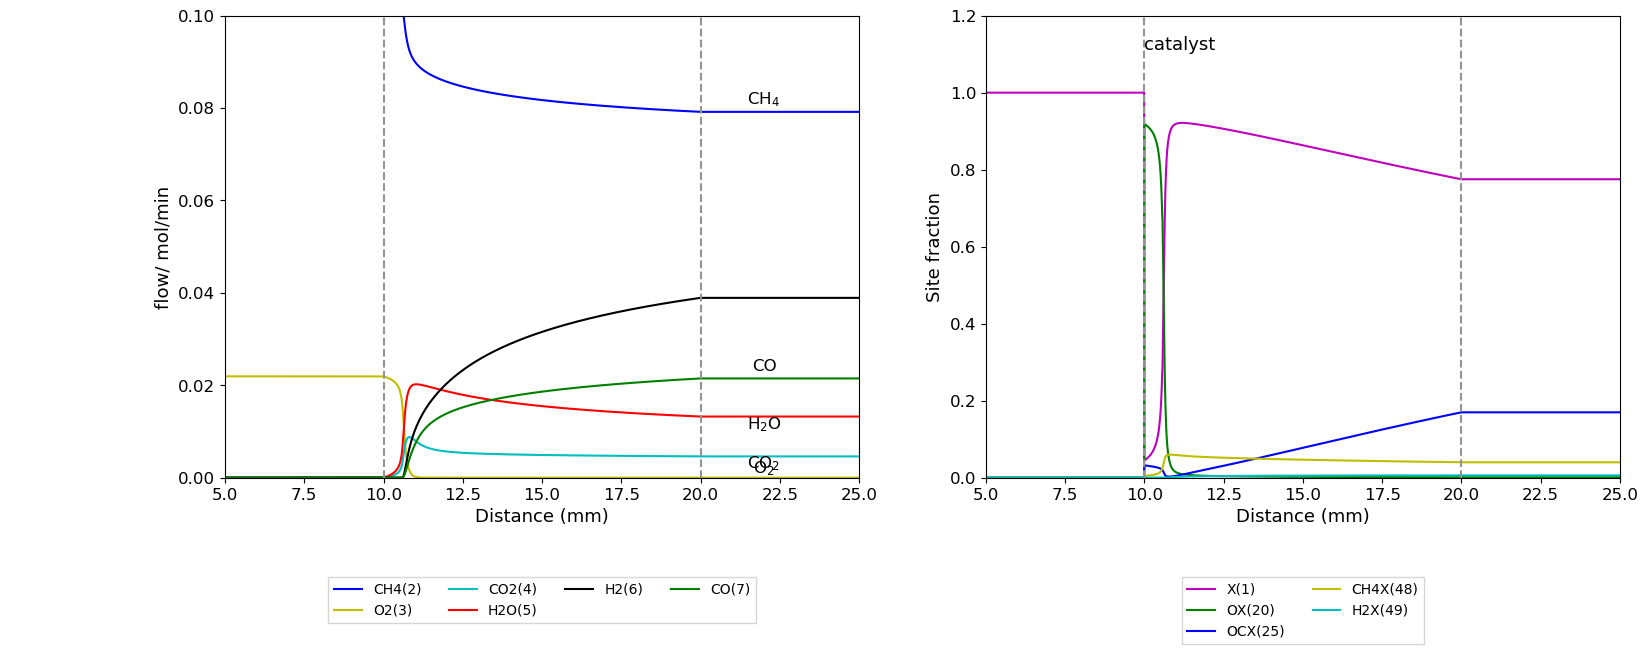 0.10
0.08
0.06
0.04
0.02
0.00
flow/ mol/min
CH4
CO
H2O
CO2
O2
5.0 7.5 10.0 12.5 15.0 17.5 20.0 22.5 25.0
Distance (mm)
CH4(2) CO2(4) H2(6) CO(7)
O2(3) H2O(5)
1.2
1.0
0.8
0.6
0.4
0.2
0.0
Site fraction
catalyst
5.0 7.5 10.0 12.5 15.0 17.5 20.0 22.5 25.0
Distance (mm)
X(1) CH4X(48)
OX(20) H2X(49)
OCX(25)